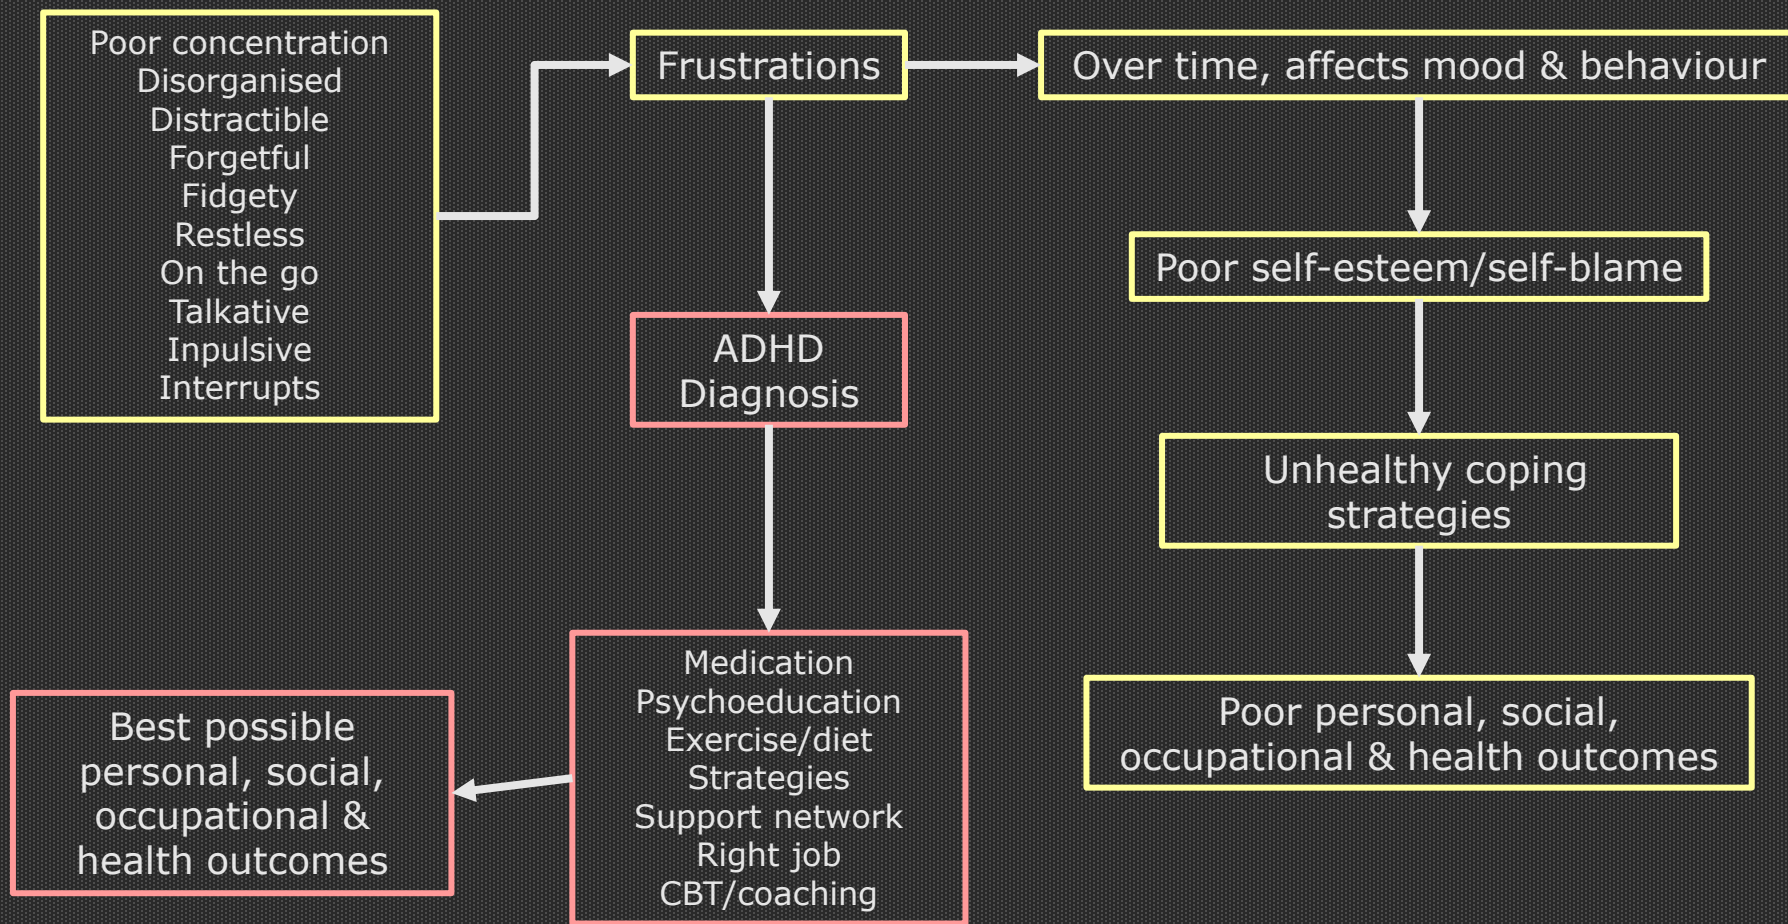 Poor concentration
Disorganised
Distractible
Forgetful
Fidgety
Restless
On the go
Talkative
Inpulsive
Interrupts
Frustrations
Over time, affects mood & behaviour
Poor self-esteem/self-blame
Unhealthy coping
strategies
Poor personal, social,
occupational & health outcomes
ADHD
Diagnosis
Medication
Psychoeducation
Exercise/diet
Strategies
Support network
Right job
CBT/coaching
Best possible
personal, social,
occupational &
health outcomes